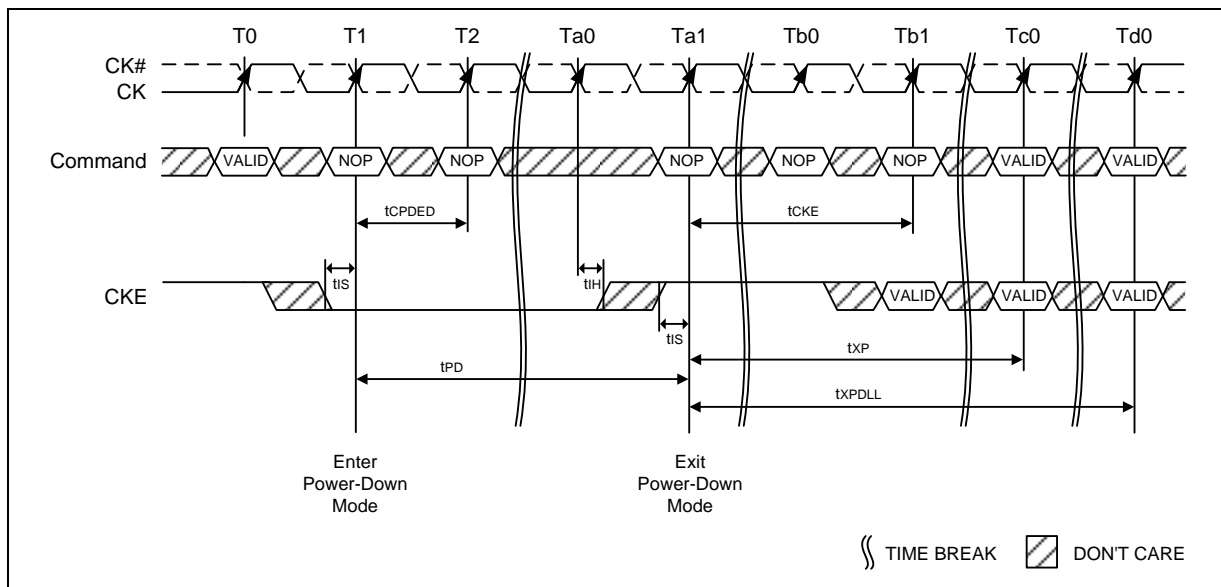 T0 T1 T2 Ta0 Ta1 Tb0 Tb1 Tc0 Td0
CK#
CK
Command VALID NOP NOP NOP NOP NOP VALID VALID
tCPDED tCKE
tIS tIH
CKE VALID VALID VALID
tIS
tPD tXP
tXPDLL
Enter
Power-Down
Mode
Exit
Power-Down
Mode
TIME BREAK DON'T CARE